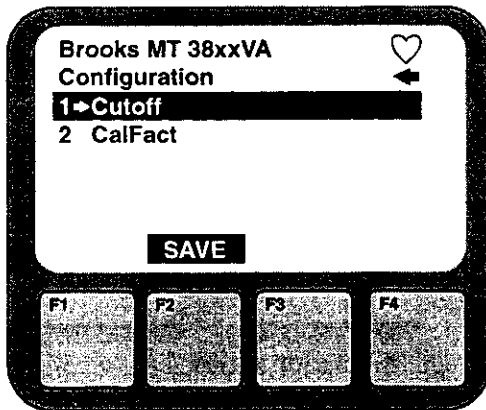 Brooks MT 38xxVA
Configuration
1➔Cutoff
2 CalFact
SAVE
F1 F2 F3 F4